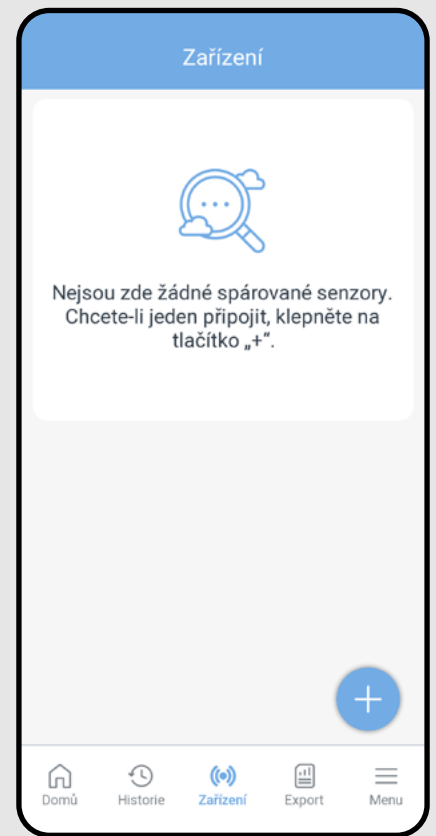 Zařízení
Nejsou zde žádné spárované senzory.
Chcete-li jeden připojit, klepněte na
tlačítko „+“.
Domů
Historie
Zařízení
Export
Menu